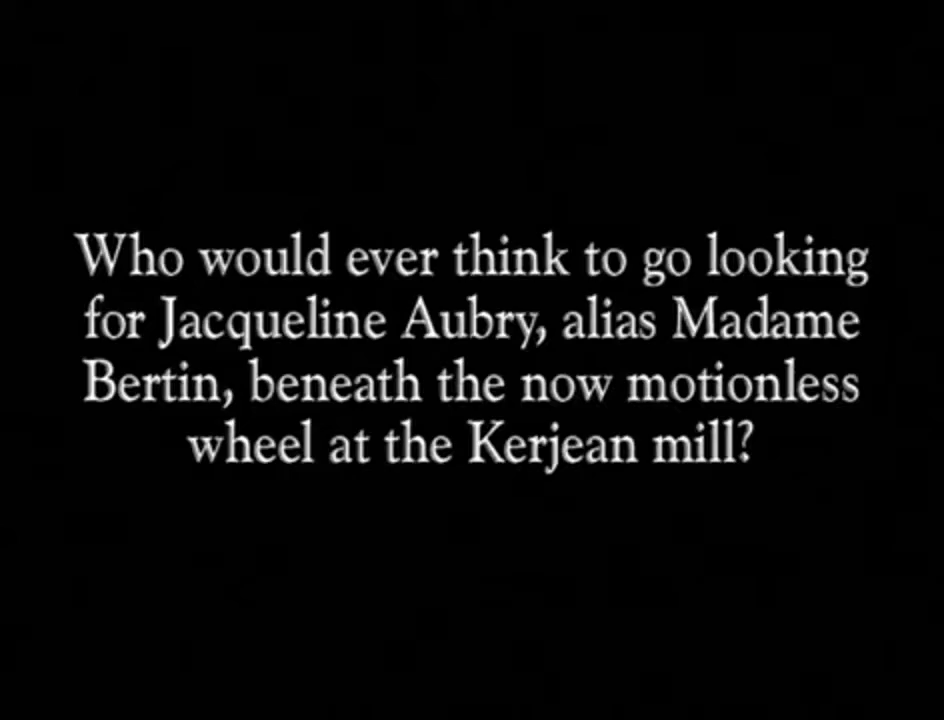 Who would ever think to go looking
for Jacqueline Aubry, alias Madame
Bertin, beneath the now motionless
wheel at the Kerjean mill?